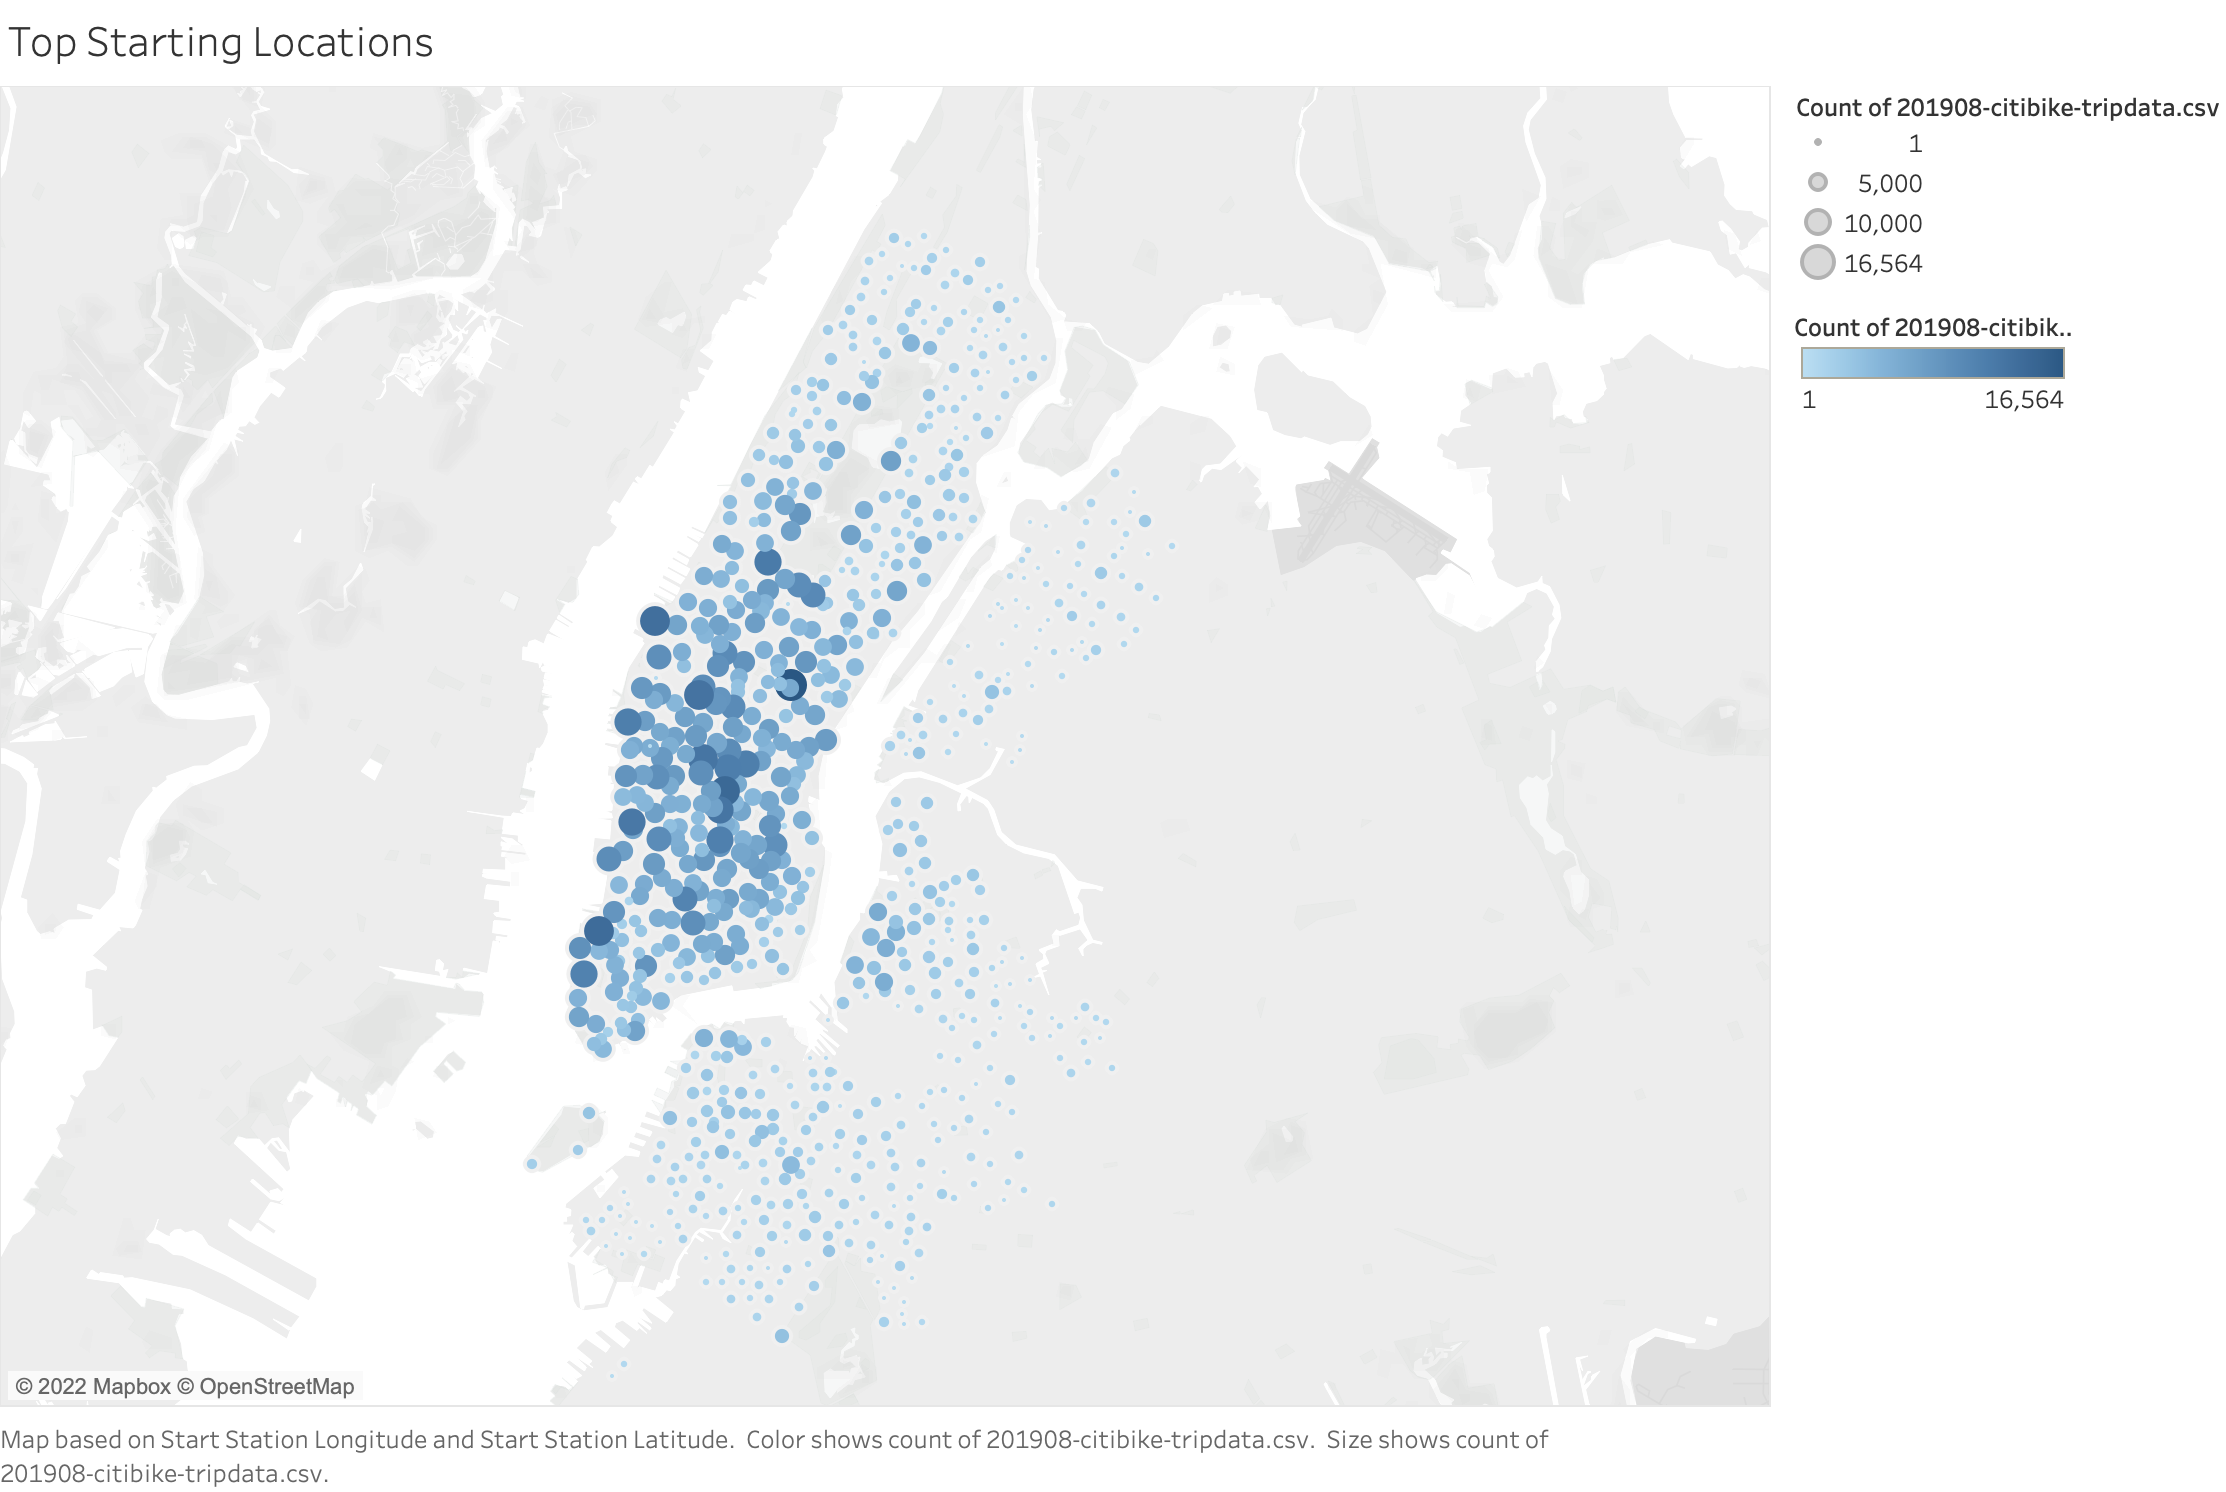 Top Starting Locations
Count of 201908-citibike-tripdata.csv
1
5,000
10,000
16,564
Count of 201908-citibik..
1 16,564
© 2022 Mapbox © OpenStreetMap
Map based on Start Station Longitude and Start Station Latitude.  Color shows count of 201908-citibike-tripdata.csv.  Size shows count of
201908-citibike-tripdata.csv.